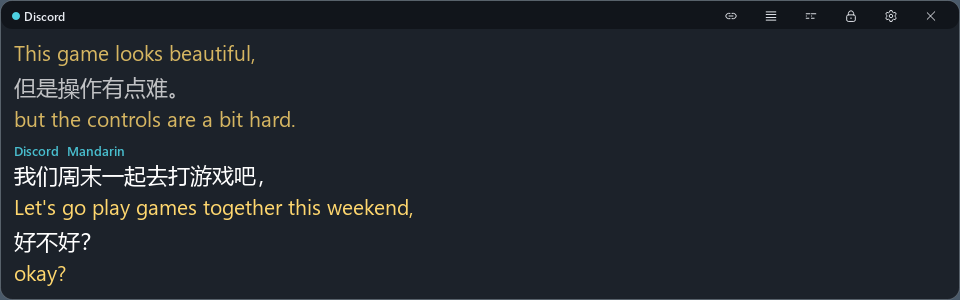 Discord
This game looks beautiful,
但是操作有点难。
but the controls are a bit hard.
Discord Mandarin
我们周末一起去打游戏吧，
Let's go play games together this weekend,
好不好？
okay?